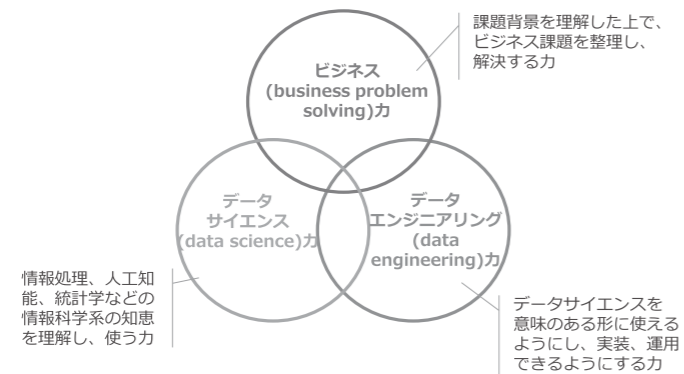 課題背景を理解した上で、
ビジネス課題を整理し、
解決する力
ビジネス
(business problem
solving)力
データ
サイエンス
(data science)力
データ
エンジニアリング
(data
engineering)力
情報処理、人工知
能、統計学などの
情報科学系の知恵
を理解し、使う力
データサイエンスを
意味のある形に使える
ようにし、実装、運用
できるようにする力